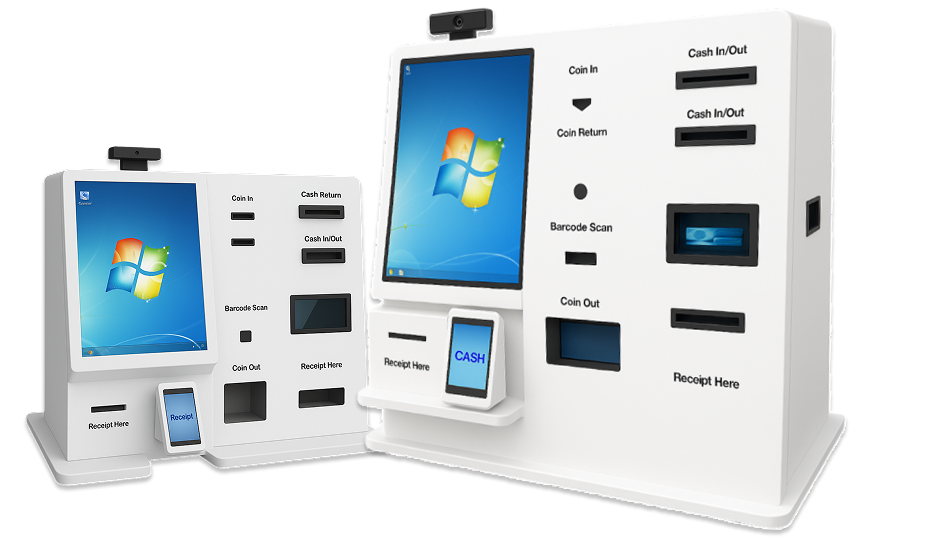 Coin In
Cash Return
Cash In/Out
Barcode Scan
Coin Out
Receipt Here
Receipt Here
Receipt
Coin In
Cash In/Out
Cash In/Out
Coin Return
Barcode Scan
Coin Out
Receipt Here
CASH
Receipt Here